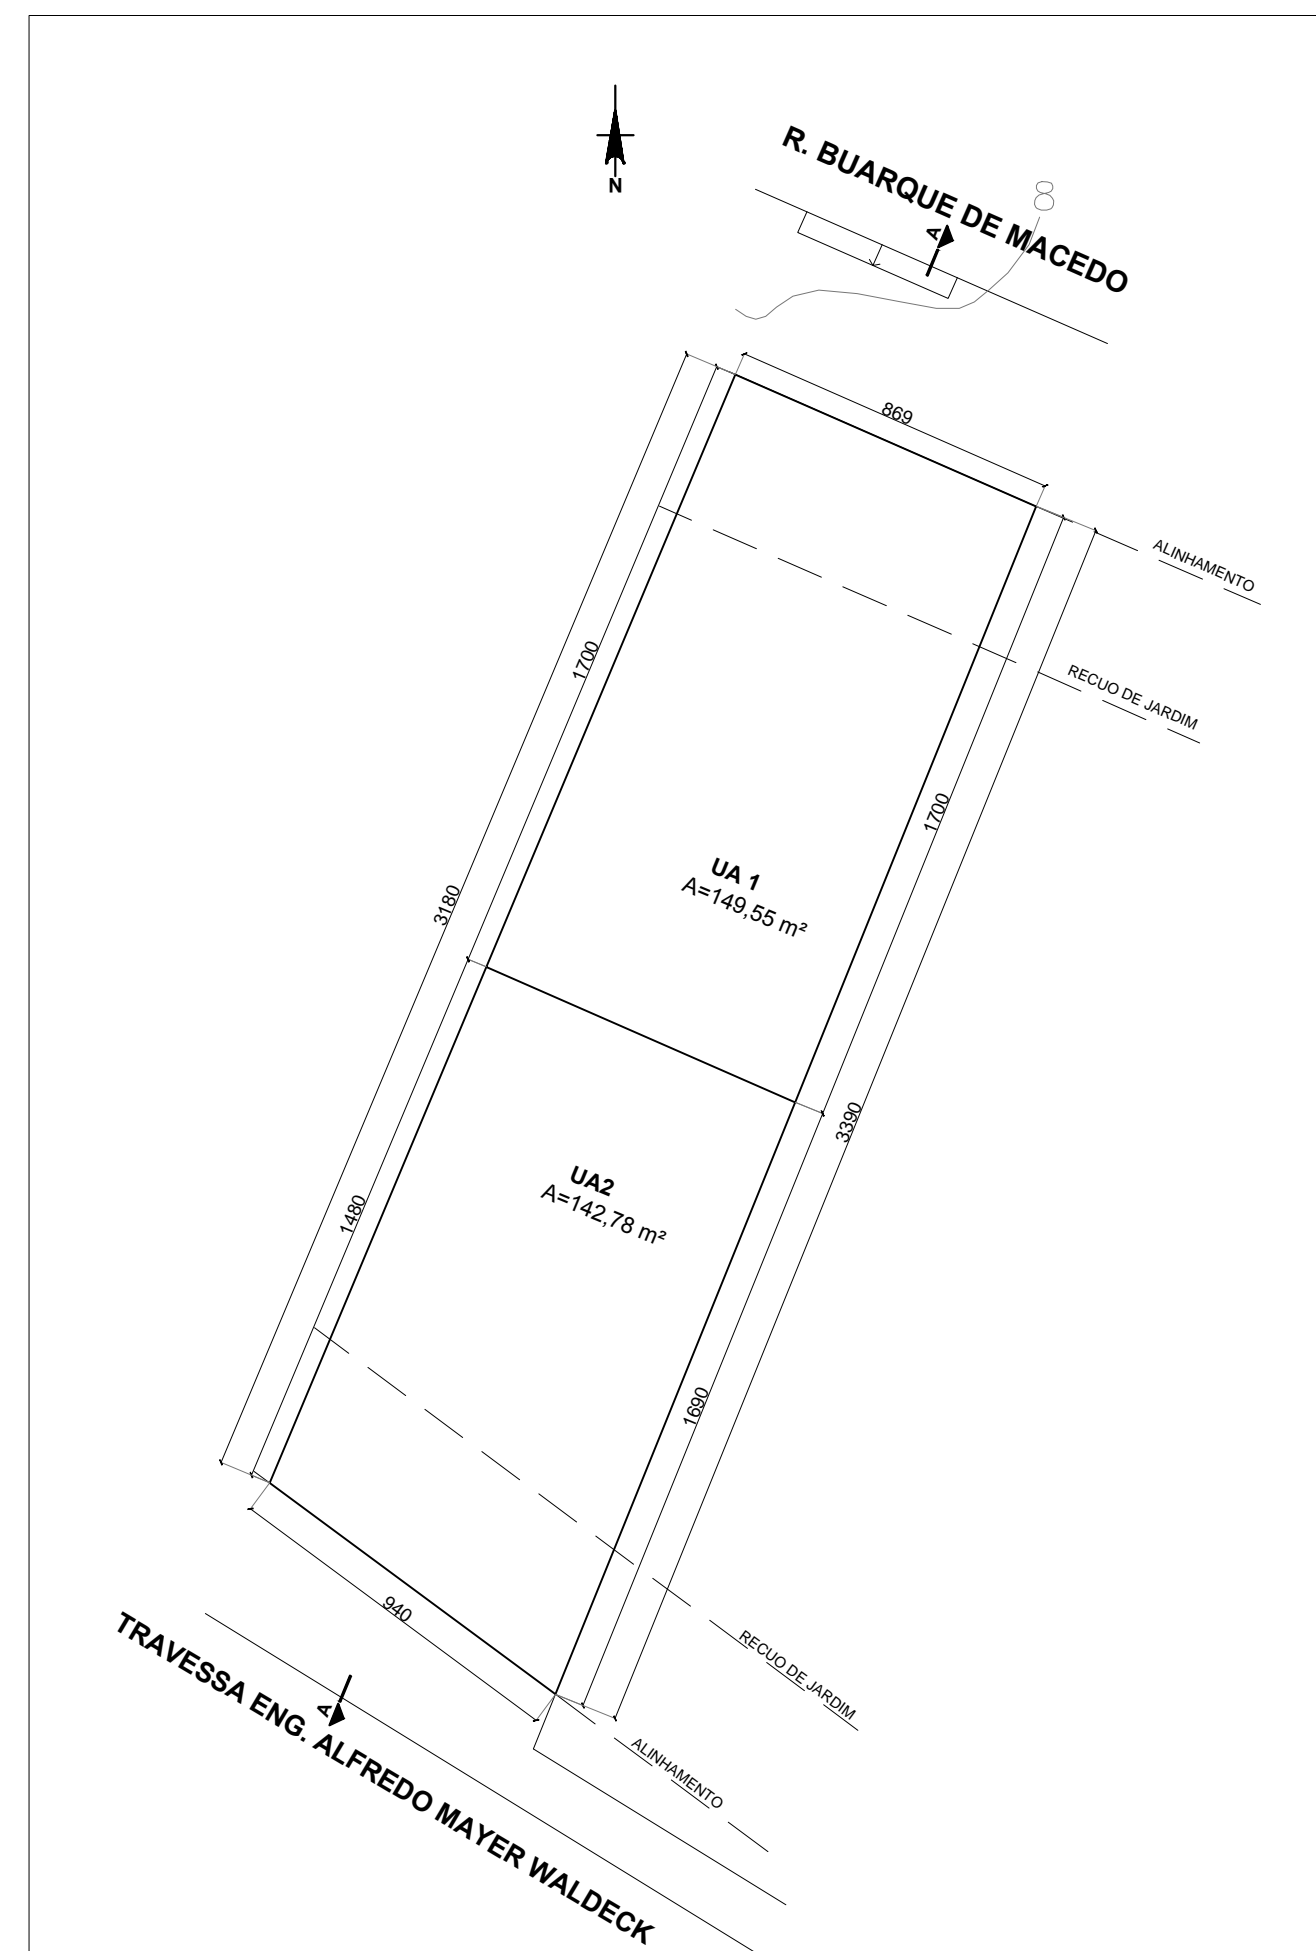 N
R. BUARQUE DE MACEDO
8
A
869
ALINHAMENTO
RECUO DE JARDIM
1700
1700
UA 1
A=149,55 m²
3180
3390
UA2
A=142,78 m²
1480
1690
940
RECUO DE JARDIM
A
ALINHAMENTO
TRAVESSA ENG. ALFREDO MAYER WALDECK